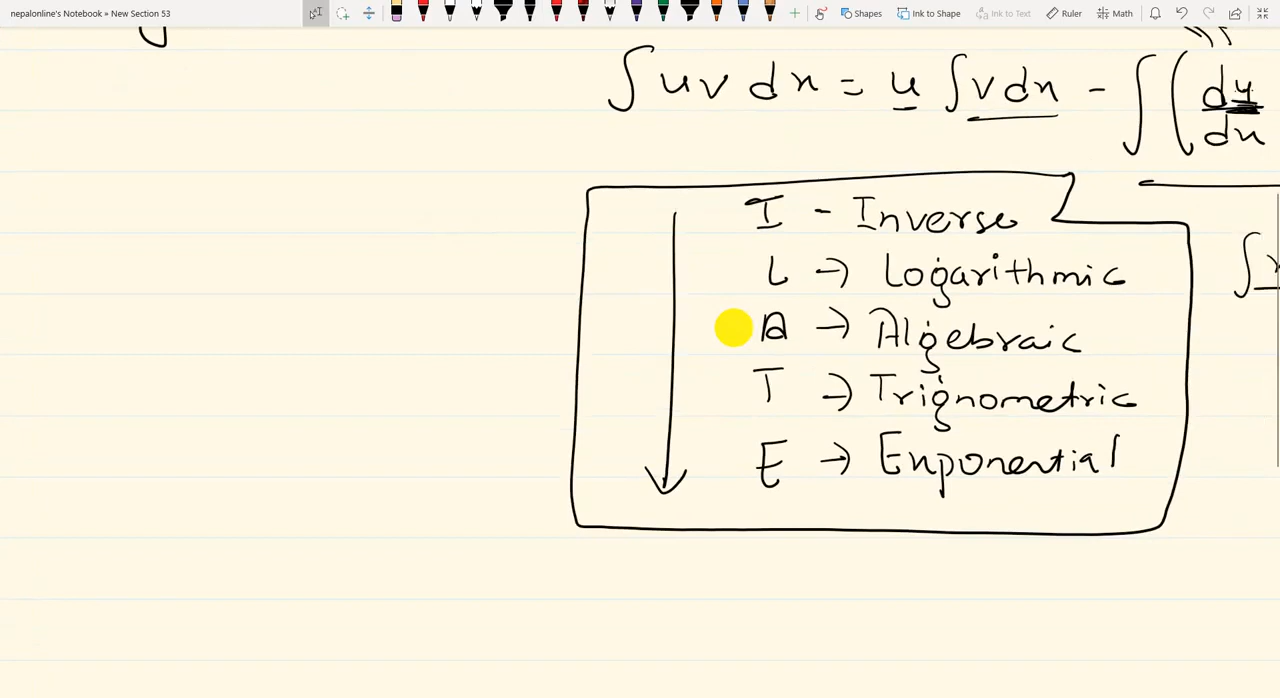 nepalonline's Notebook » New Section 53
Shapes
Ink to Shape
Ink to Text
Ruler
Math
∫ u v dx = u ∫ v dx - ∫ ( du/dx
I - Inverse
L → Logarithmic
A → Algebraic
T → Trignometric
E → Exponential